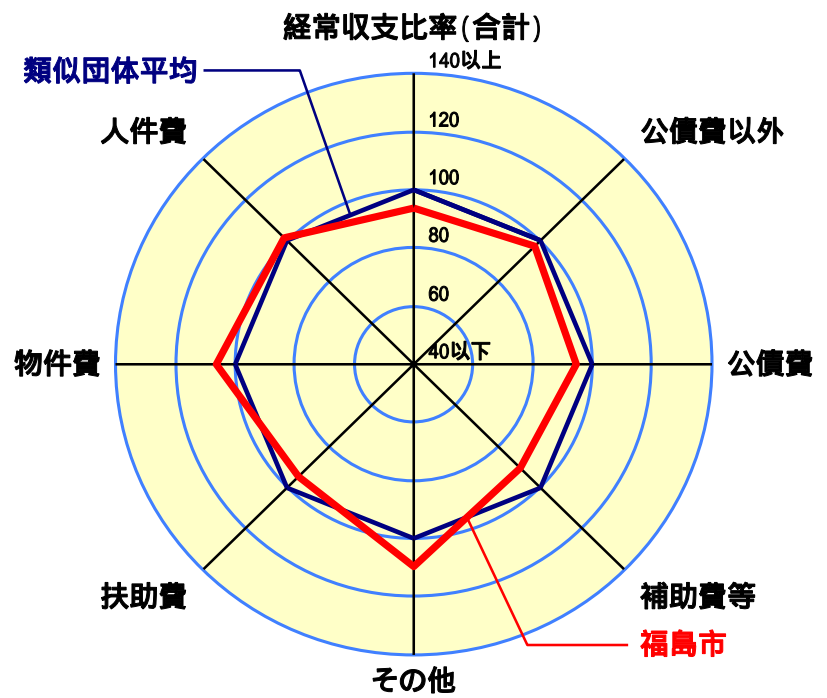 経常収支比率(合計)
類似団体平均
140以上
人件費
120
公債費以外
100
80
60
40以下
物件費
公債費
扶助費
補助費等
福島市
その他